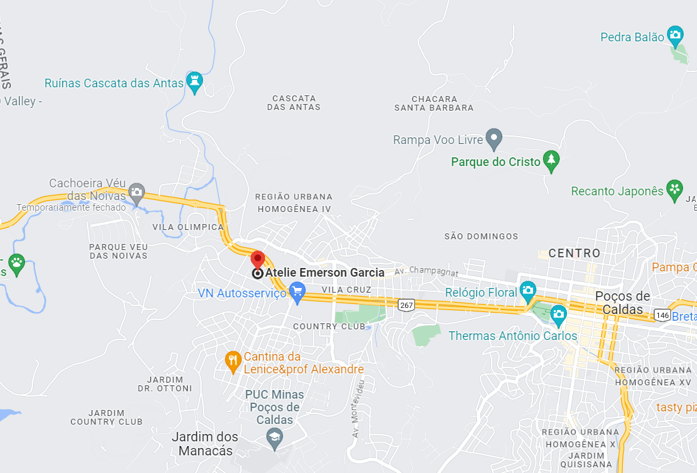 AS GERAIS
Pedra Balão
Ruínas Cascata das Antas
Valley -
CASCATA
DAS ANTAS
CHACARA
SANTA BARBARA
Rampa Voo Livre
Parque do Cristo
Cachoeira Véu
das Noivas
Temporariamente fechado
Recanto Japonês
REGIÃO URBANA
HOMOGÊNEA IV
VILA OLIMPICA
SÃO DOMINGOS
PARQUE VEU
DAS NOIVAS
CENTRO
Atelie Emerson Garcia
Av. Champagnat
Pampa
VN Autosserviço
VILA CRUZ
Relógio Floral
Poços de
Caldas
267
146
Breta
COUNTRY CLUB
Thermas Antônio Carlos
Cantina da
Lenice&prof Alexandre
REGIÃO URBANA
HOMOGÊNEA XV
JARDIM
DR. OTTONI
PUC Minas
Poços de
Caldas
Av. Montevidéu
tasty piz
JARDIM
COUNTRY CLUB
Jardim dos
Manacás
REGIÃO URBANA
HOMOGÊNEA X
JARDIM
QUISISANA